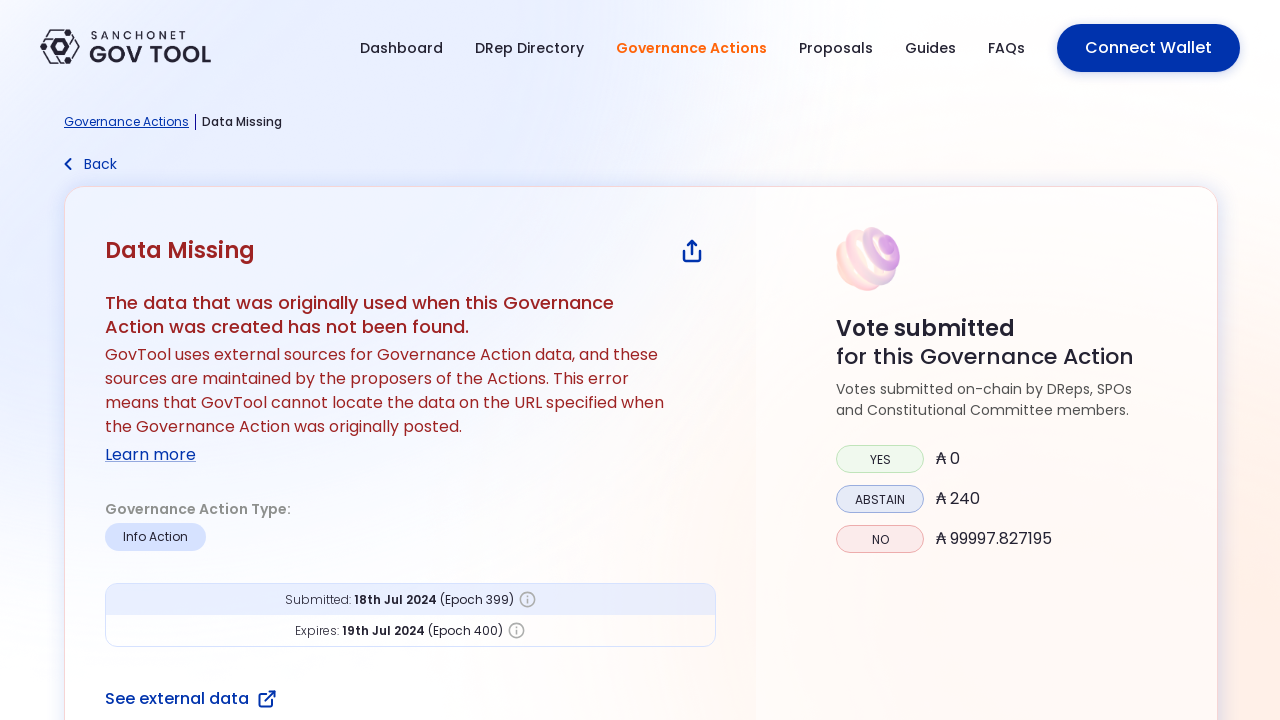 SANCHONET
GOV TOOL
Dashboard
DRep Directory
Governance Actions
Proposals
Guides
FAQs
Connect Wallet
Governance Actions | Data Missing
Back
Data Missing
The data that was originally used when this Governance
Action was created has not been found.
GovTool uses external sources for Governance Action data, and these
sources are maintained by the proposers of the Actions. This error
means that GovTool cannot locate the data on the URL specified when
the Governance Action was originally posted.
Learn more
Governance Action Type:
Info Action
Submitted: 18th Jul 2024 (Epoch 399)
Expires: 19th Jul 2024 (Epoch 400)
See external data
Vote submitted
for this Governance Action
Votes submitted on-chain by DReps, SPOs
and Constitutional Committee members.
YES ₳ 0
ABSTAIN ₳ 240
NO ₳ 99997.827195